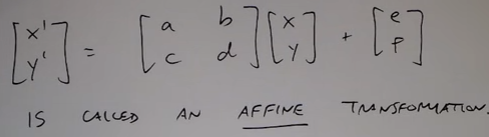 [x' y'] = [a b c d] [x y] + [e f]
IS CALLED AN AFFINE TRANSFORMATION.